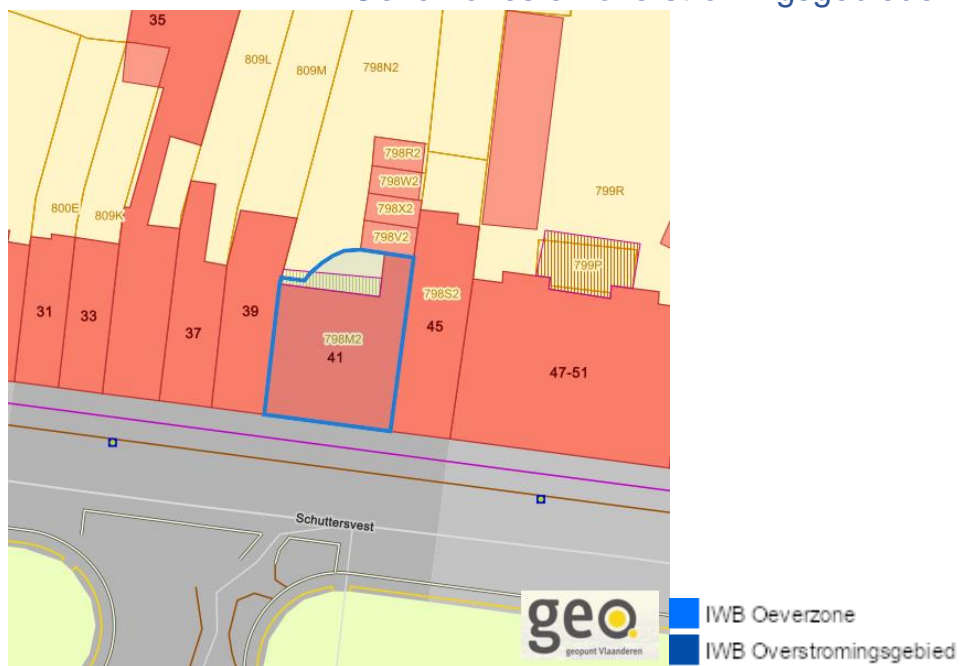 35
809L
809M
798N2
798R2
798W2
798X2
798V2
799R
800E
809K
799P
798S2
31
33
37
39
798M2
41
45
47-51
Schuttersvest
geo.
geopunt Vlaanderen
IWB Oeverzone
IWB Overstromingsgebied